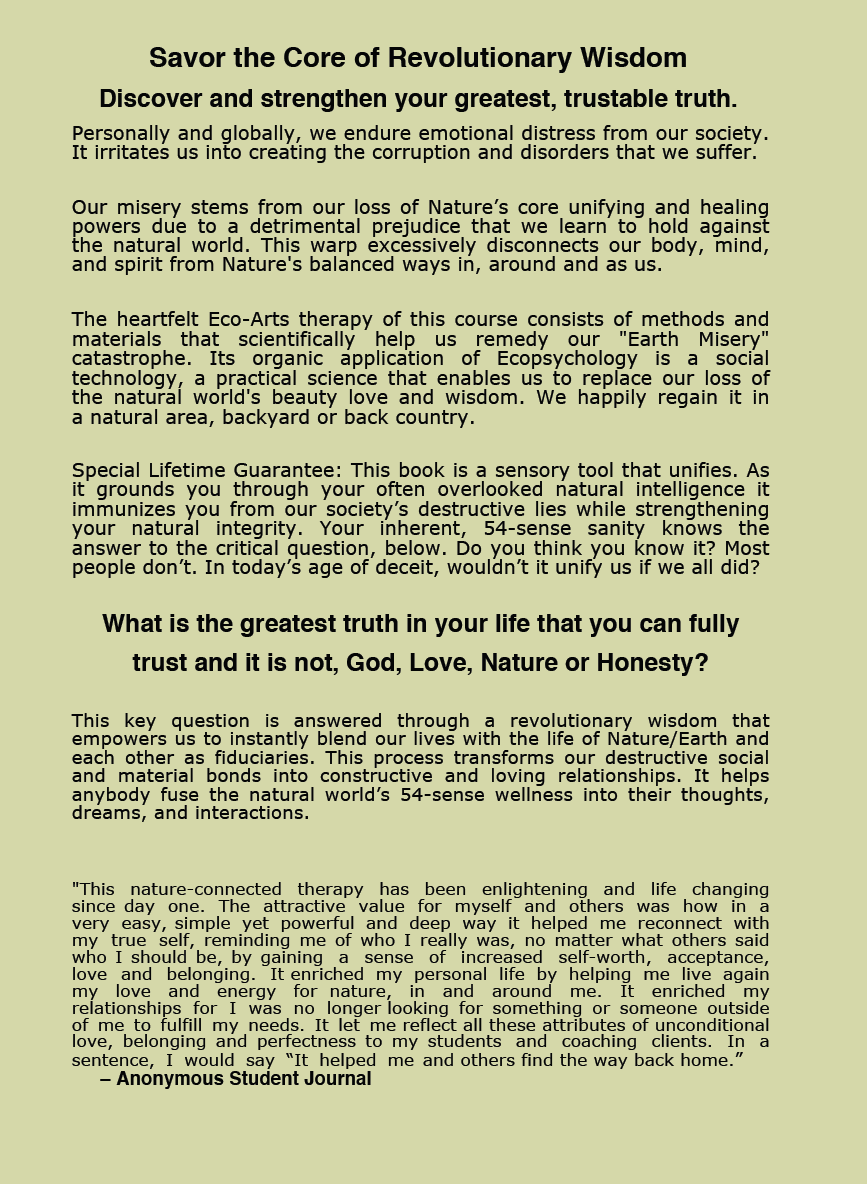 Savor the Core of Revolutionary Wisdom
Discover and strengthen your greatest, trustable truth.
Personally and globally, we endure emotional distress from our society.
It irritates us into creating the corruption and disorders that we suffer.
Our misery stems from our loss of Nature’s core unifying and healing
powers due to a detrimental prejudice that we learn to hold against
the natural world. This warp excessively disconnects our body, mind,
and spirit from Nature's balanced ways in, around and as us.
The heartfelt Eco-Arts therapy of this course consists of methods and
materials that scientifically help us remedy our "Earth Misery"
catastrophe. Its organic application of Ecopsychology is a social
technology, a practical science that enables us to replace our loss of
the natural world's beauty love and wisdom. We happily regain it in
a natural area, backyard or back country.
Special Lifetime Guarantee: This book is a sensory tool that unifies. As
it grounds you through your often overlooked natural intelligence it
immunizes you from our society’s destructive lies while strengthening
your natural integrity. Your inherent, 54-sense sanity knows the
answer to the critical question, below. Do you think you know it? Most
people don’t. In today’s age of deceit, wouldn’t it unify us if we all did?
What is the greatest truth in your life that you can fully
trust and it is not, God, Love, Nature or Honesty?
This key question is answered through a revolutionary wisdom that
empowers us to instantly blend our lives with the life of Nature/Earth and
each other as fiduciaries. This process transforms our destructive social
and material bonds into constructive and loving relationships. It helps
anybody fuse the natural world’s 54-sense wellness into their thoughts,
dreams, and interactions.
"This nature-connected therapy has been enlightening and life changing
since day one. The attractive value for myself and others was how in a
very easy, simple yet powerful and deep way it helped me reconnect with
my true self, reminding me of who I really was, no matter what others said
who I should be, by gaining a sense of increased self-worth, acceptance,
love and belonging. It enriched my personal life by helping me live again
my love and energy for nature, in and around me. It enriched my
relationships for I was no longer looking for something or someone outside
of me to fulfill my needs. It let me reflect all these attributes of unconditional
love, belonging and perfectness to my students and coaching clients. In a
sentence, I would say “It helped me and others find the way back home.”
– Anonymous Student Journal